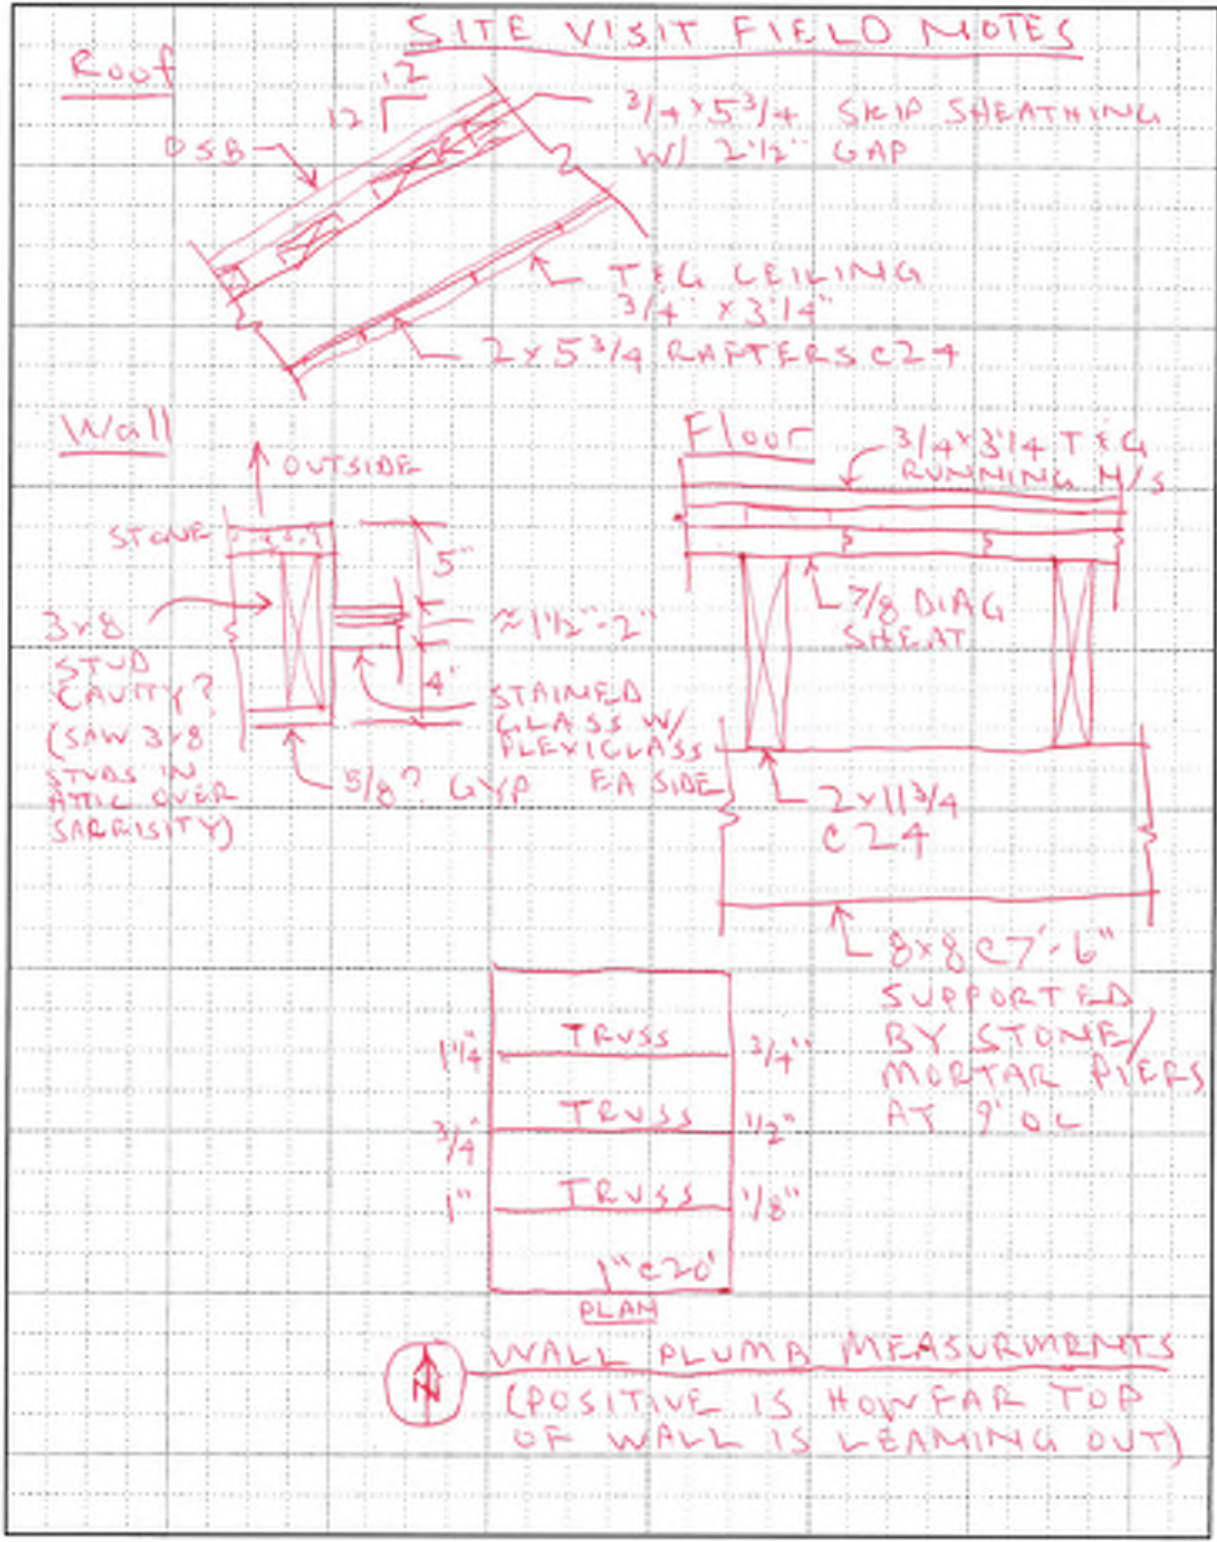 SITE VISIT FIELD NOTES
Roof
12
12
OSB
3/4 x 5 3/4 SKIP SHEATHING
W/ 2 1/2" GAP
T&G CEILING
3/4" x 3 1/4"
2 x 5 3/4 RAFTERS @ 24
Wall
OUTSIDE
STONE
5"
≈ 1 1/2"-2"
4"
3x8
STUD
CAVITY?
(SAW 3x8
STUDS IN
ATTIC OVER
SARRISITY)
STAINED
GLASS W/
PLEXIGLASS
EA SIDE
5/8? GYP
Floor
3/4 x 3 1/4 T&G
RUNNING N/S
7/8 DIAG
SHEAT
2 x 11 3/4
@ 24
8x8 @ 7'-6"
SUPPORTED
BY STONE/
MORTAR PIERS
AT 9' OC
1 1/4" TRUSS 3/4"
3/4" TRUSS 1/2"
1" TRUSS 1/8"
1" @ 20'
PLAN
N
WALL PLUMB MEASURMENTS
(POSITIVE IS HOW FAR TOP
OF WALL IS LEANING OUT)